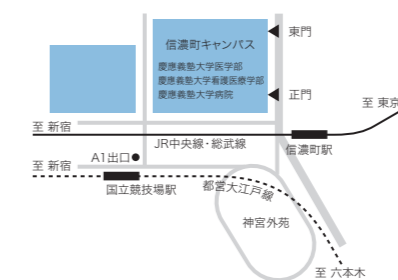 東門
信濃町キャンパス
慶應義塾大学医学部
慶應義塾大学看護医療学部
慶應義塾大学病院
正門
至 東京
至 新宿
JR中央線・総武線
信濃町駅
A1出口
至 新宿
国立競技場駅
都営大江戸線
神宮外苑
至 六本木